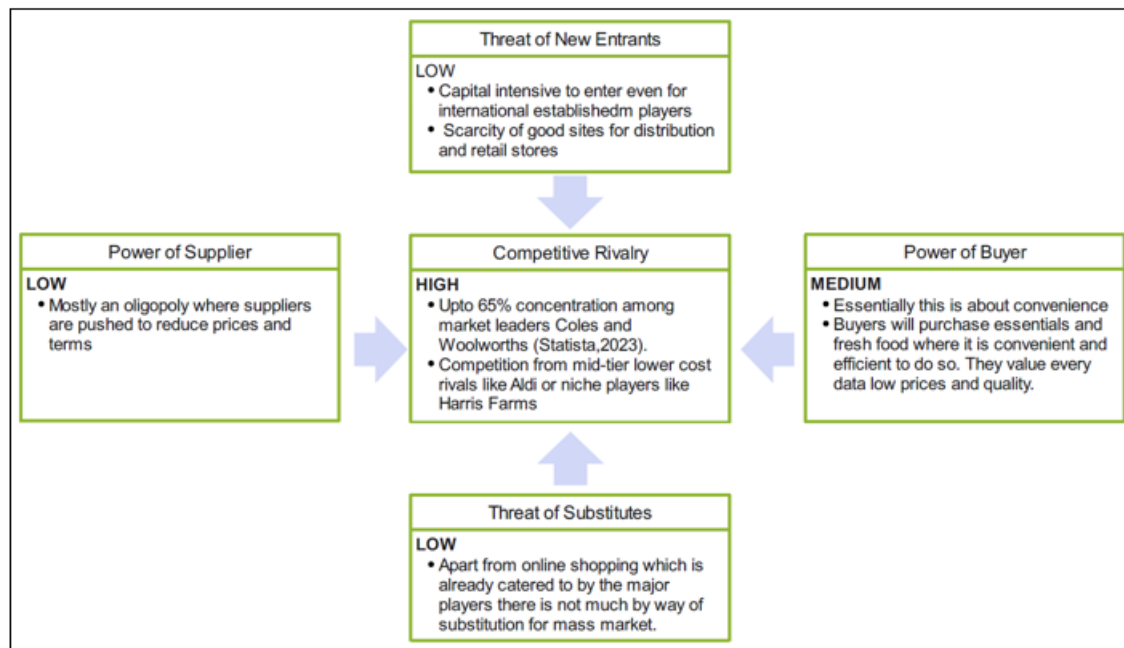 Threat of New Entrants
LOW
• Capital intensive to enter even for
international establishedm players
• Scarcity of good sites for distribution
and retail stores
Power of Supplier
LOW
• Mostly an oligopoly where suppliers
are pushed to reduce prices and
terms
Competitive Rivalry
HIGH
• Upto 65% concentration among
market leaders Coles and
Woolworths (Statista,2023).
• Competition from mid-tier lower cost
rivals like Aldi or niche players like
Harris Farms
Power of Buyer
MEDIUM
• Essentially this is about convenience
• Buyers will purchase essentials and
fresh food where it is convenient and
efficient to do so. They value every
data low prices and quality.
Threat of Substitutes
LOW
• Apart from online shopping which is
already catered to by the major
players there is not much by way of
substitution for mass market.